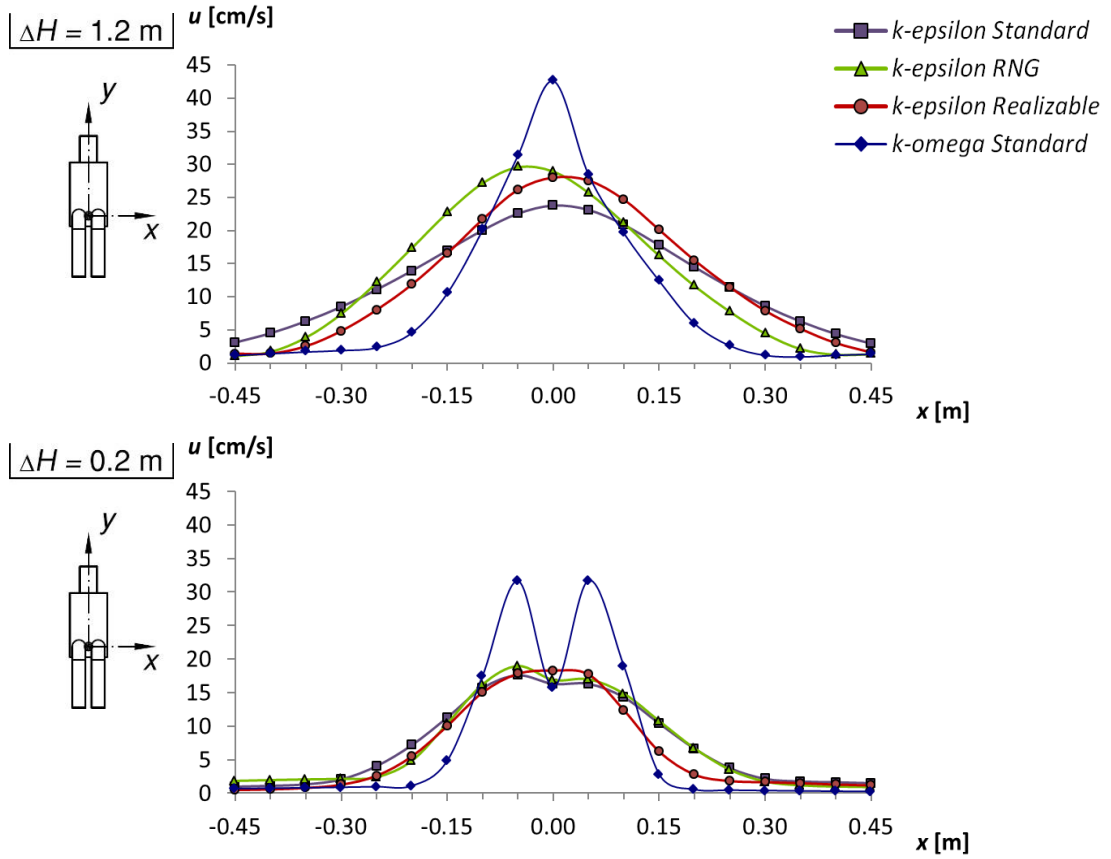 ΔH = 1.2 m
u [cm/s]
k-epsilon Standard
k-epsilon RNG
k-epsilon Realizable
k-omega Standard
y
x
45
40
35
30
25
20
15
10
5
0
-0.45 -0.30 -0.15 0.00 0.15 0.30 0.45
x [m]
ΔH = 0.2 m
u [cm/s]
y
x
45
40
35
30
25
20
15
10
5
0
-0.45 -0.30 -0.15 0.00 0.15 0.30 0.45
x [m]